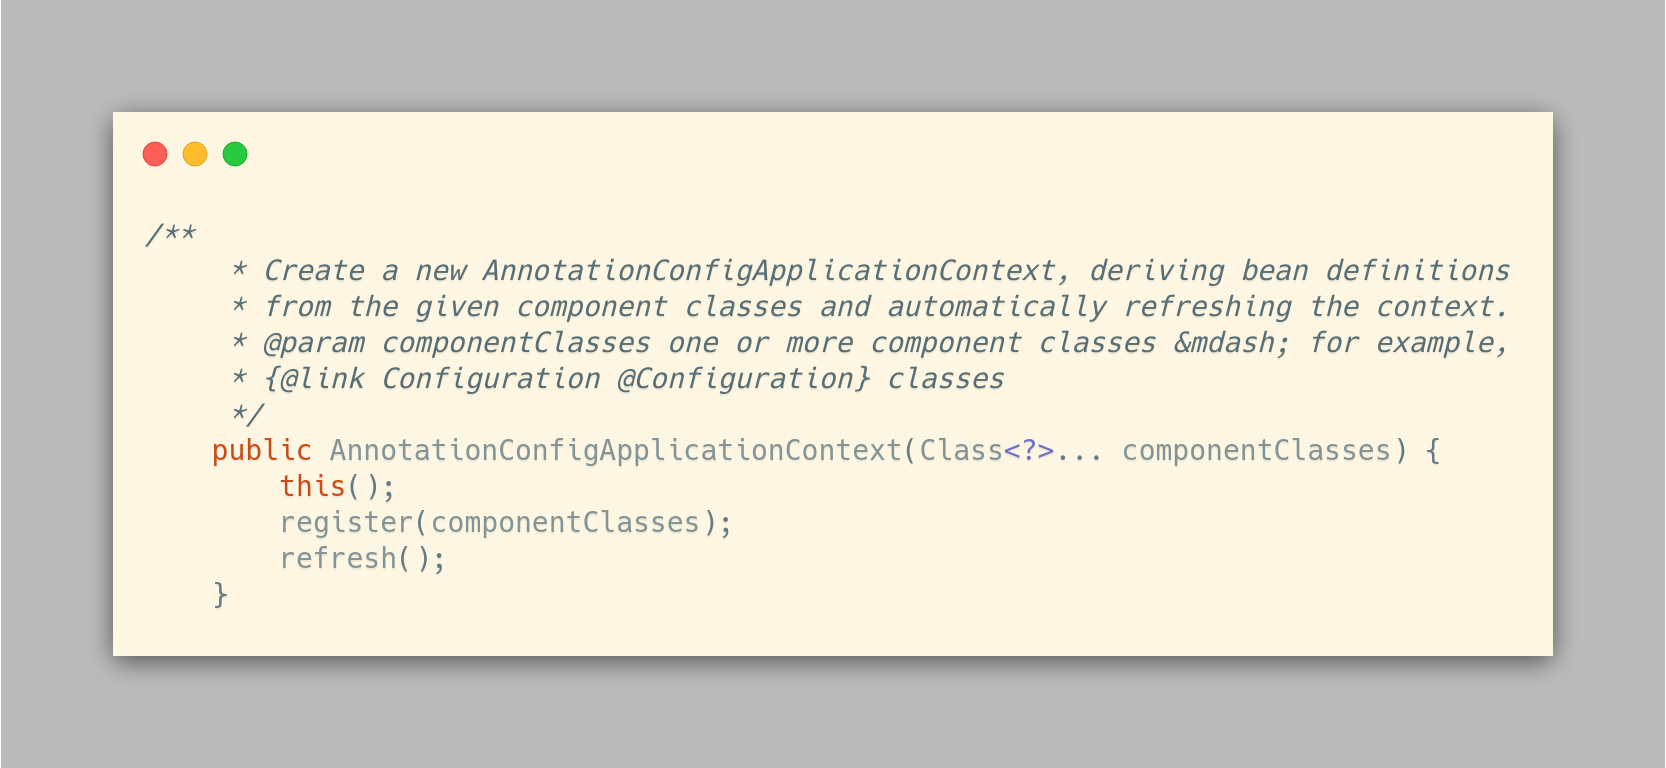 /**
     * Create a new AnnotationConfigApplicationContext, deriving bean definitions
     * from the given component classes and automatically refreshing the context.
     * @param componentClasses one or more component classes &mdash; for example,
     * {@link Configuration @Configuration} classes
     */
    public AnnotationConfigApplicationContext(Class<?>... componentClasses) {
        this();
        register(componentClasses);
        refresh();
    }